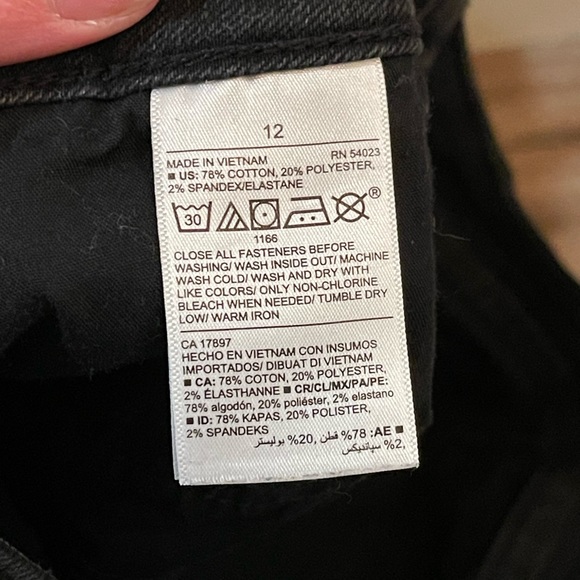 12
MADE IN VIETNAM RN 54023
■ US: 78% COTTON, 20% POLYESTER,
2% SPANDEX/ELASTANE
30 ®
1166
CLOSE ALL FASTENERS BEFORE
WASHING/ WASH INSIDE OUT/ MACHINE
WASH COLD/ WASH AND DRY WITH
LIKE COLORS/ ONLY NON-CHLORINE
BLEACH WHEN NEEDED/ TUMBLE DRY
LOW/ WARM IRON
CA 17897
HECHO EN VIETNAM CON INSUMOS
IMPORTADOS/ DIBUAT DI VIETNAM
■ CA: 78% COTON, 20% POLYESTER,
2% ÉLASTHANNE ■ CR/CL/MX/PA/PE:
78% algodón, 20% poliéster, 2% elastano
■ ID: 78% KAPAS, 20% POLISTER,
2% SPANDEKS
■ AE: 78% قطن ,20% بوليستر
,2% سباندیکس